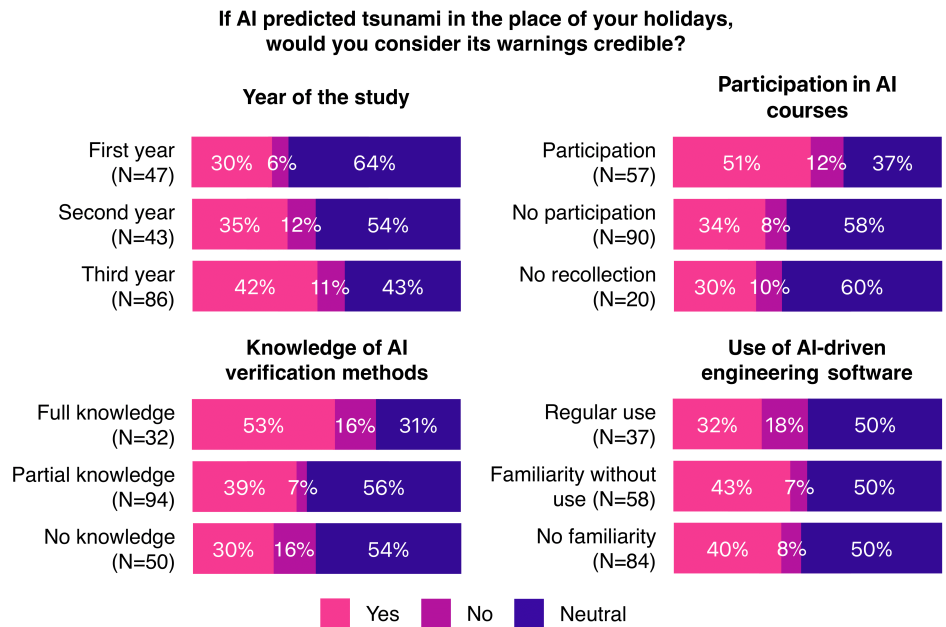 If AI predicted tsunami in the place of your holidays,
would you consider its warnings credible?
Year of the study
First year
(N=47)
30% 6% 64%
Second year
(N=43)
35% 12% 54%
Third year
(N=86)
42% 11% 43%
Participation in AI
courses
Participation
(N=57)
51% 12% 37%
No participation
(N=90)
34% 8% 58%
No recollection
(N=20)
30% 10% 60%
Knowledge of AI
verification methods
Full knowledge
(N=32)
53% 16% 31%
Partial knowledge
(N=94)
39% 7% 56%
No knowledge
(N=50)
30% 16% 54%
Use of AI-driven
engineering software
Regular use
(N=37)
32% 18% 50%
Familiarity without
use (N=58)
43% 7% 50%
No familiarity
(N=84)
40% 8% 50%
Yes No Neutral